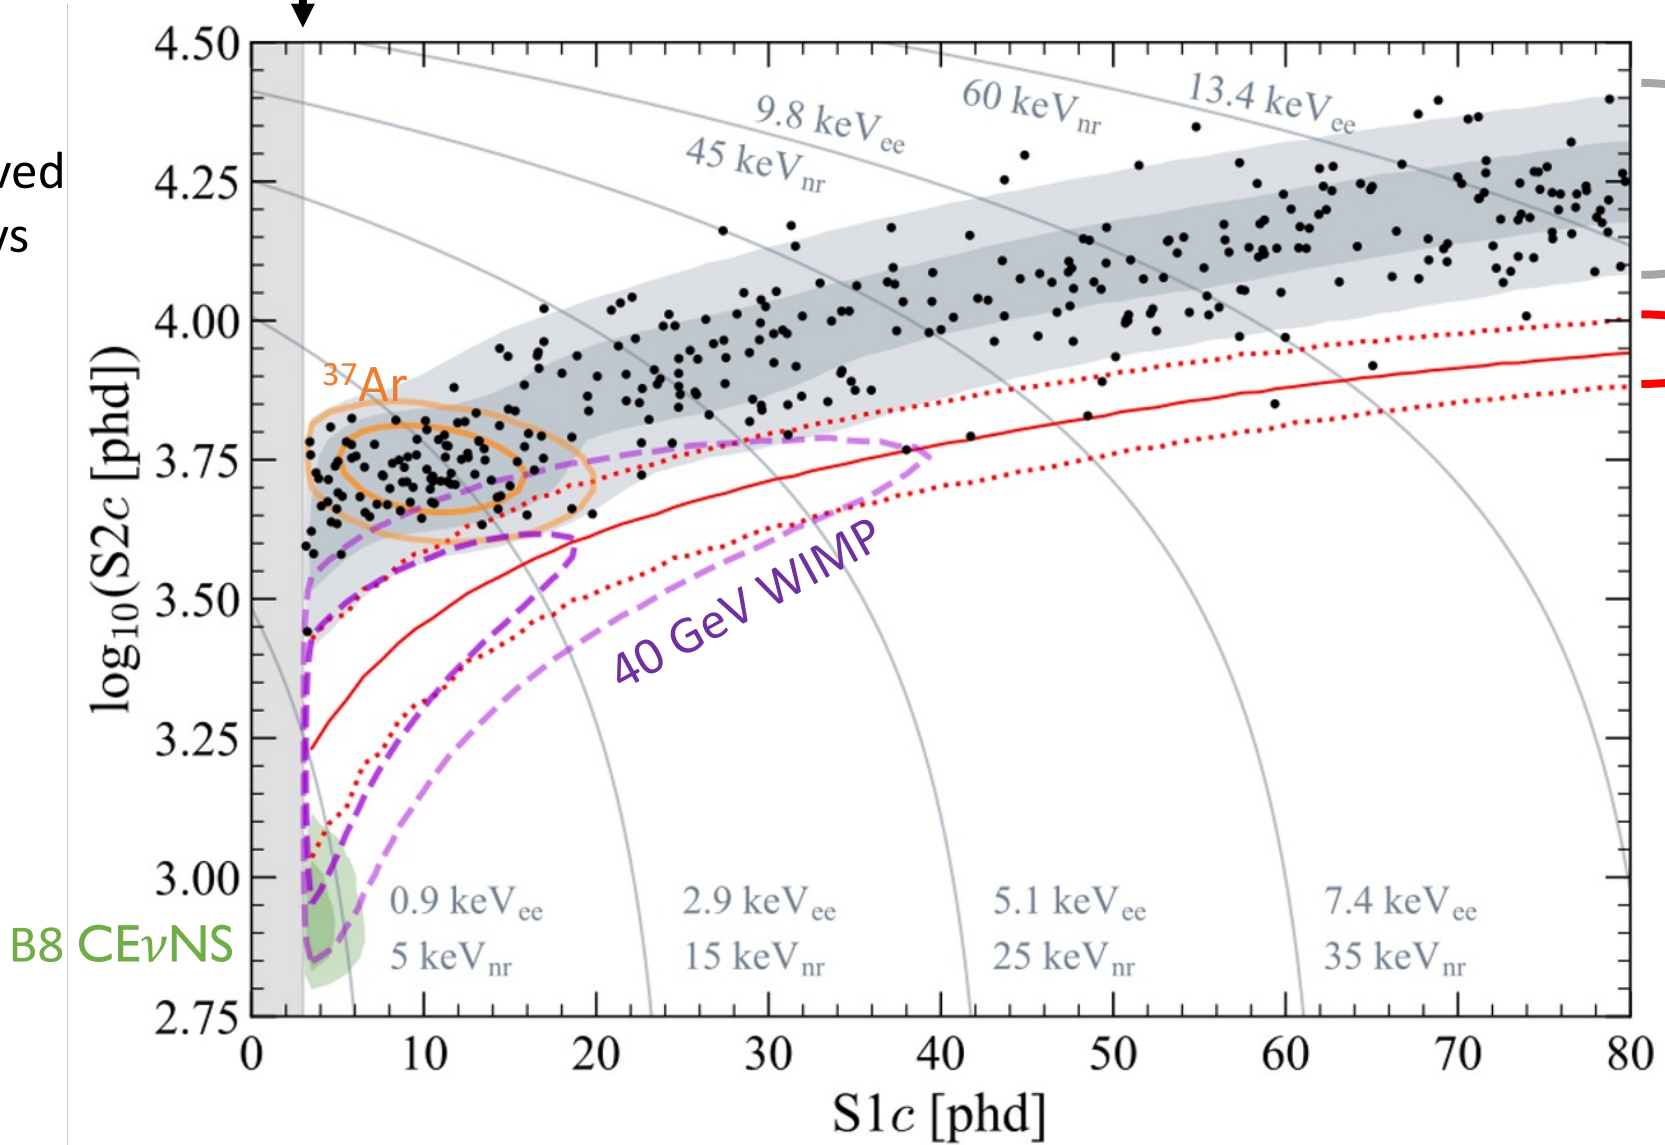 ved
ys
4.50
4.25
4.00
3.75
3.50
3.25
3.00
2.75
log₁₀(S2c [phd])
9.8 keVₑₑ
45 keVₙᵣ
60 keVₙᵣ
13.4 keVₑₑ
³⁷Ar
40 GeV WIMP
B8 CEνNS
0.9 keVₑₑ
5 keVₙᵣ
2.9 keVₑₑ
15 keVₙᵣ
5.1 keVₑₑ
25 keVₙᵣ
7.4 keVₑₑ
35 keVₙᵣ
0 10 20 30 40 50 60 70 80
S1c [phd]